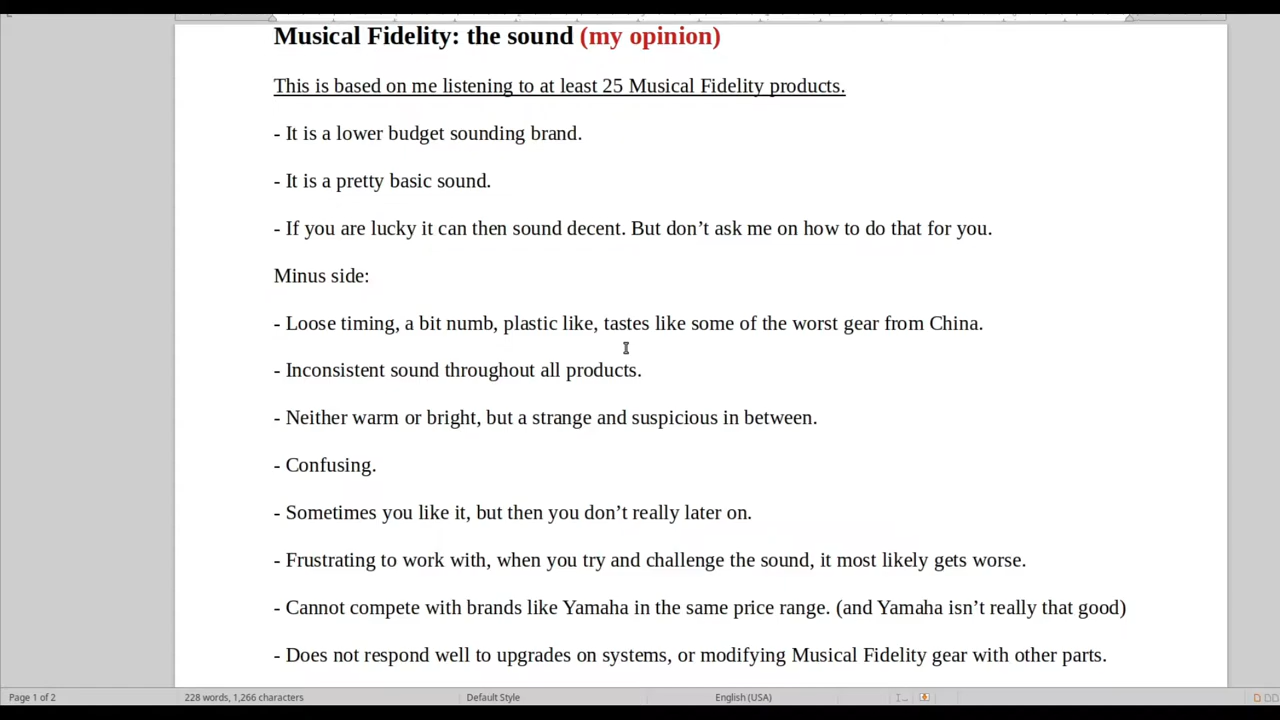 Musical Fidelity: the sound (my opinion)
This is based on me listening to at least 25 Musical Fidelity products.
- It is a lower budget sounding brand.
- It is a pretty basic sound.
- If you are lucky it can then sound decent. But don’t ask me on how to do that for you.
Minus side:
- Loose timing, a bit numb, plastic like, tastes like some of the worst gear from China.
- Inconsistent sound throughout all products.
- Neither warm or bright, but a strange and suspicious in between.
- Confusing.
- Sometimes you like it, but then you don’t really later on.
- Frustrating to work with, when you try and challenge the sound, it most likely gets worse.
- Cannot compete with brands like Yamaha in the same price range. (and Yamaha isn’t really that good)
- Does not respond well to upgrades on systems, or modifying Musical Fidelity gear with other parts.
Page 1 of 2 228 words, 1,266 characters Default Style English (USA)